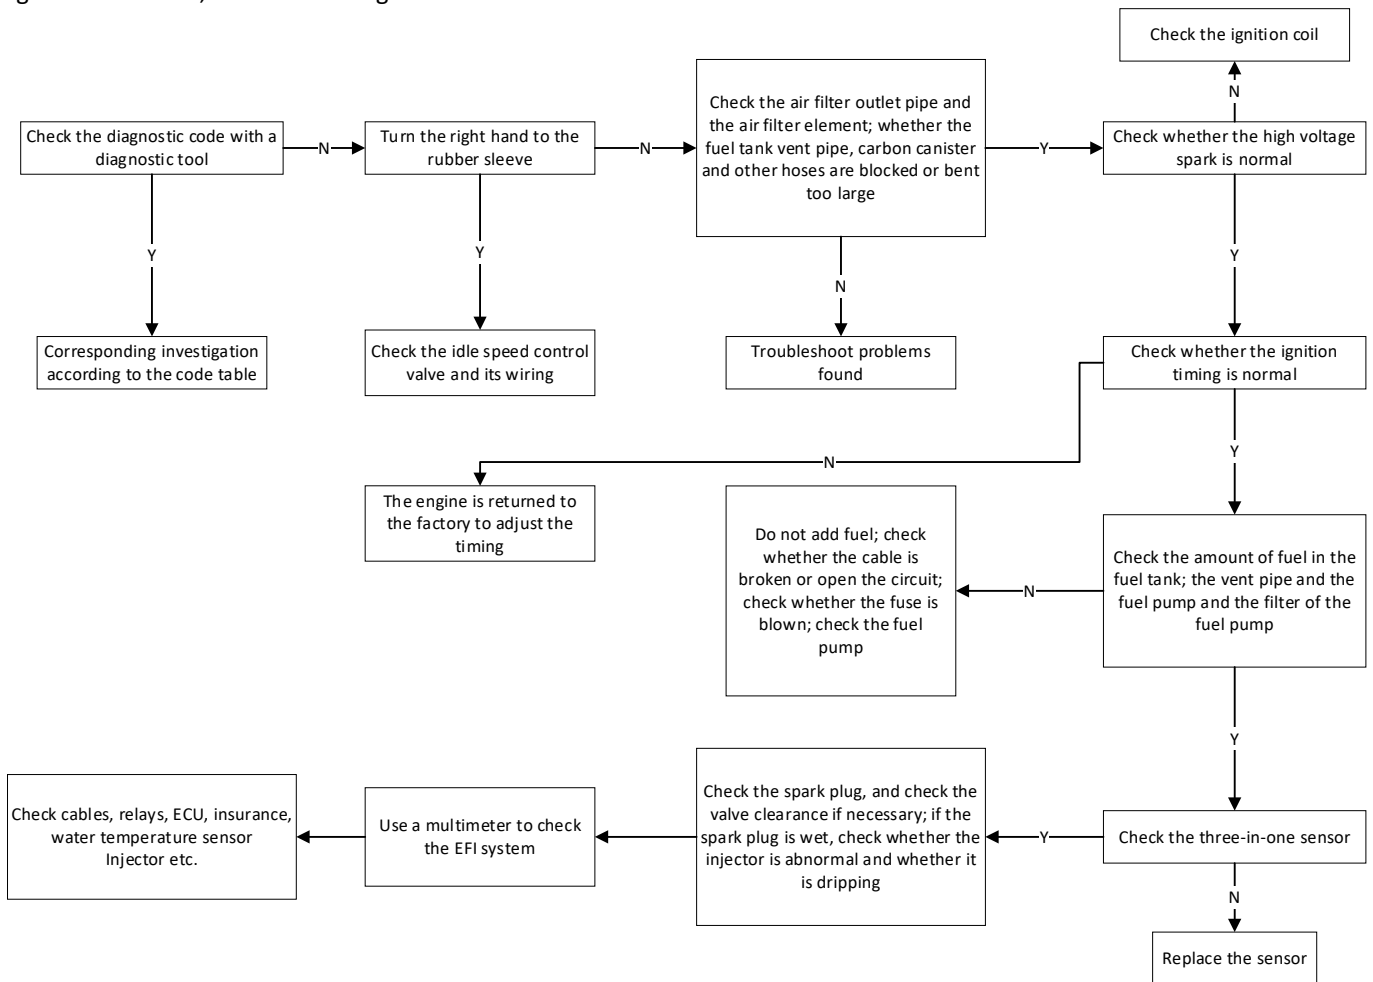 Check the ignition coil
N
Check the diagnostic code with a
diagnostic tool
N
Turn the right hand to the
rubber sleeve
N
Check the air filter outlet pipe and
the air filter element; whether the
fuel tank vent pipe, carbon canister
and other hoses are blocked or bent
too large
Y
Check whether the high voltage
spark is normal
Y
Y
N
Y
Corresponding investigation
according to the code table
Check the idle speed control
valve and its wiring
Troubleshoot problems
found
Check whether the ignition
timing is normal
N
Y
The engine is returned to
the factory to adjust the
timing
Do not add fuel; check
whether the cable is
broken or open the circuit;
check whether the fuse is
blown; check the fuel
pump
N
Check the amount of fuel in the
fuel tank; the vent pipe and the
fuel pump and the filter of the
fuel pump
Y
Check cables, relays, ECU, insurance,
water temperature sensor
Injector etc.
Use a multimeter to check
the EFI system
Check the spark plug, and check the
valve clearance if necessary; if the
spark plug is wet, check whether the
injector is abnormal and whether it
is dripping
Y
Check the three-in-one sensor
N
Replace the sensor